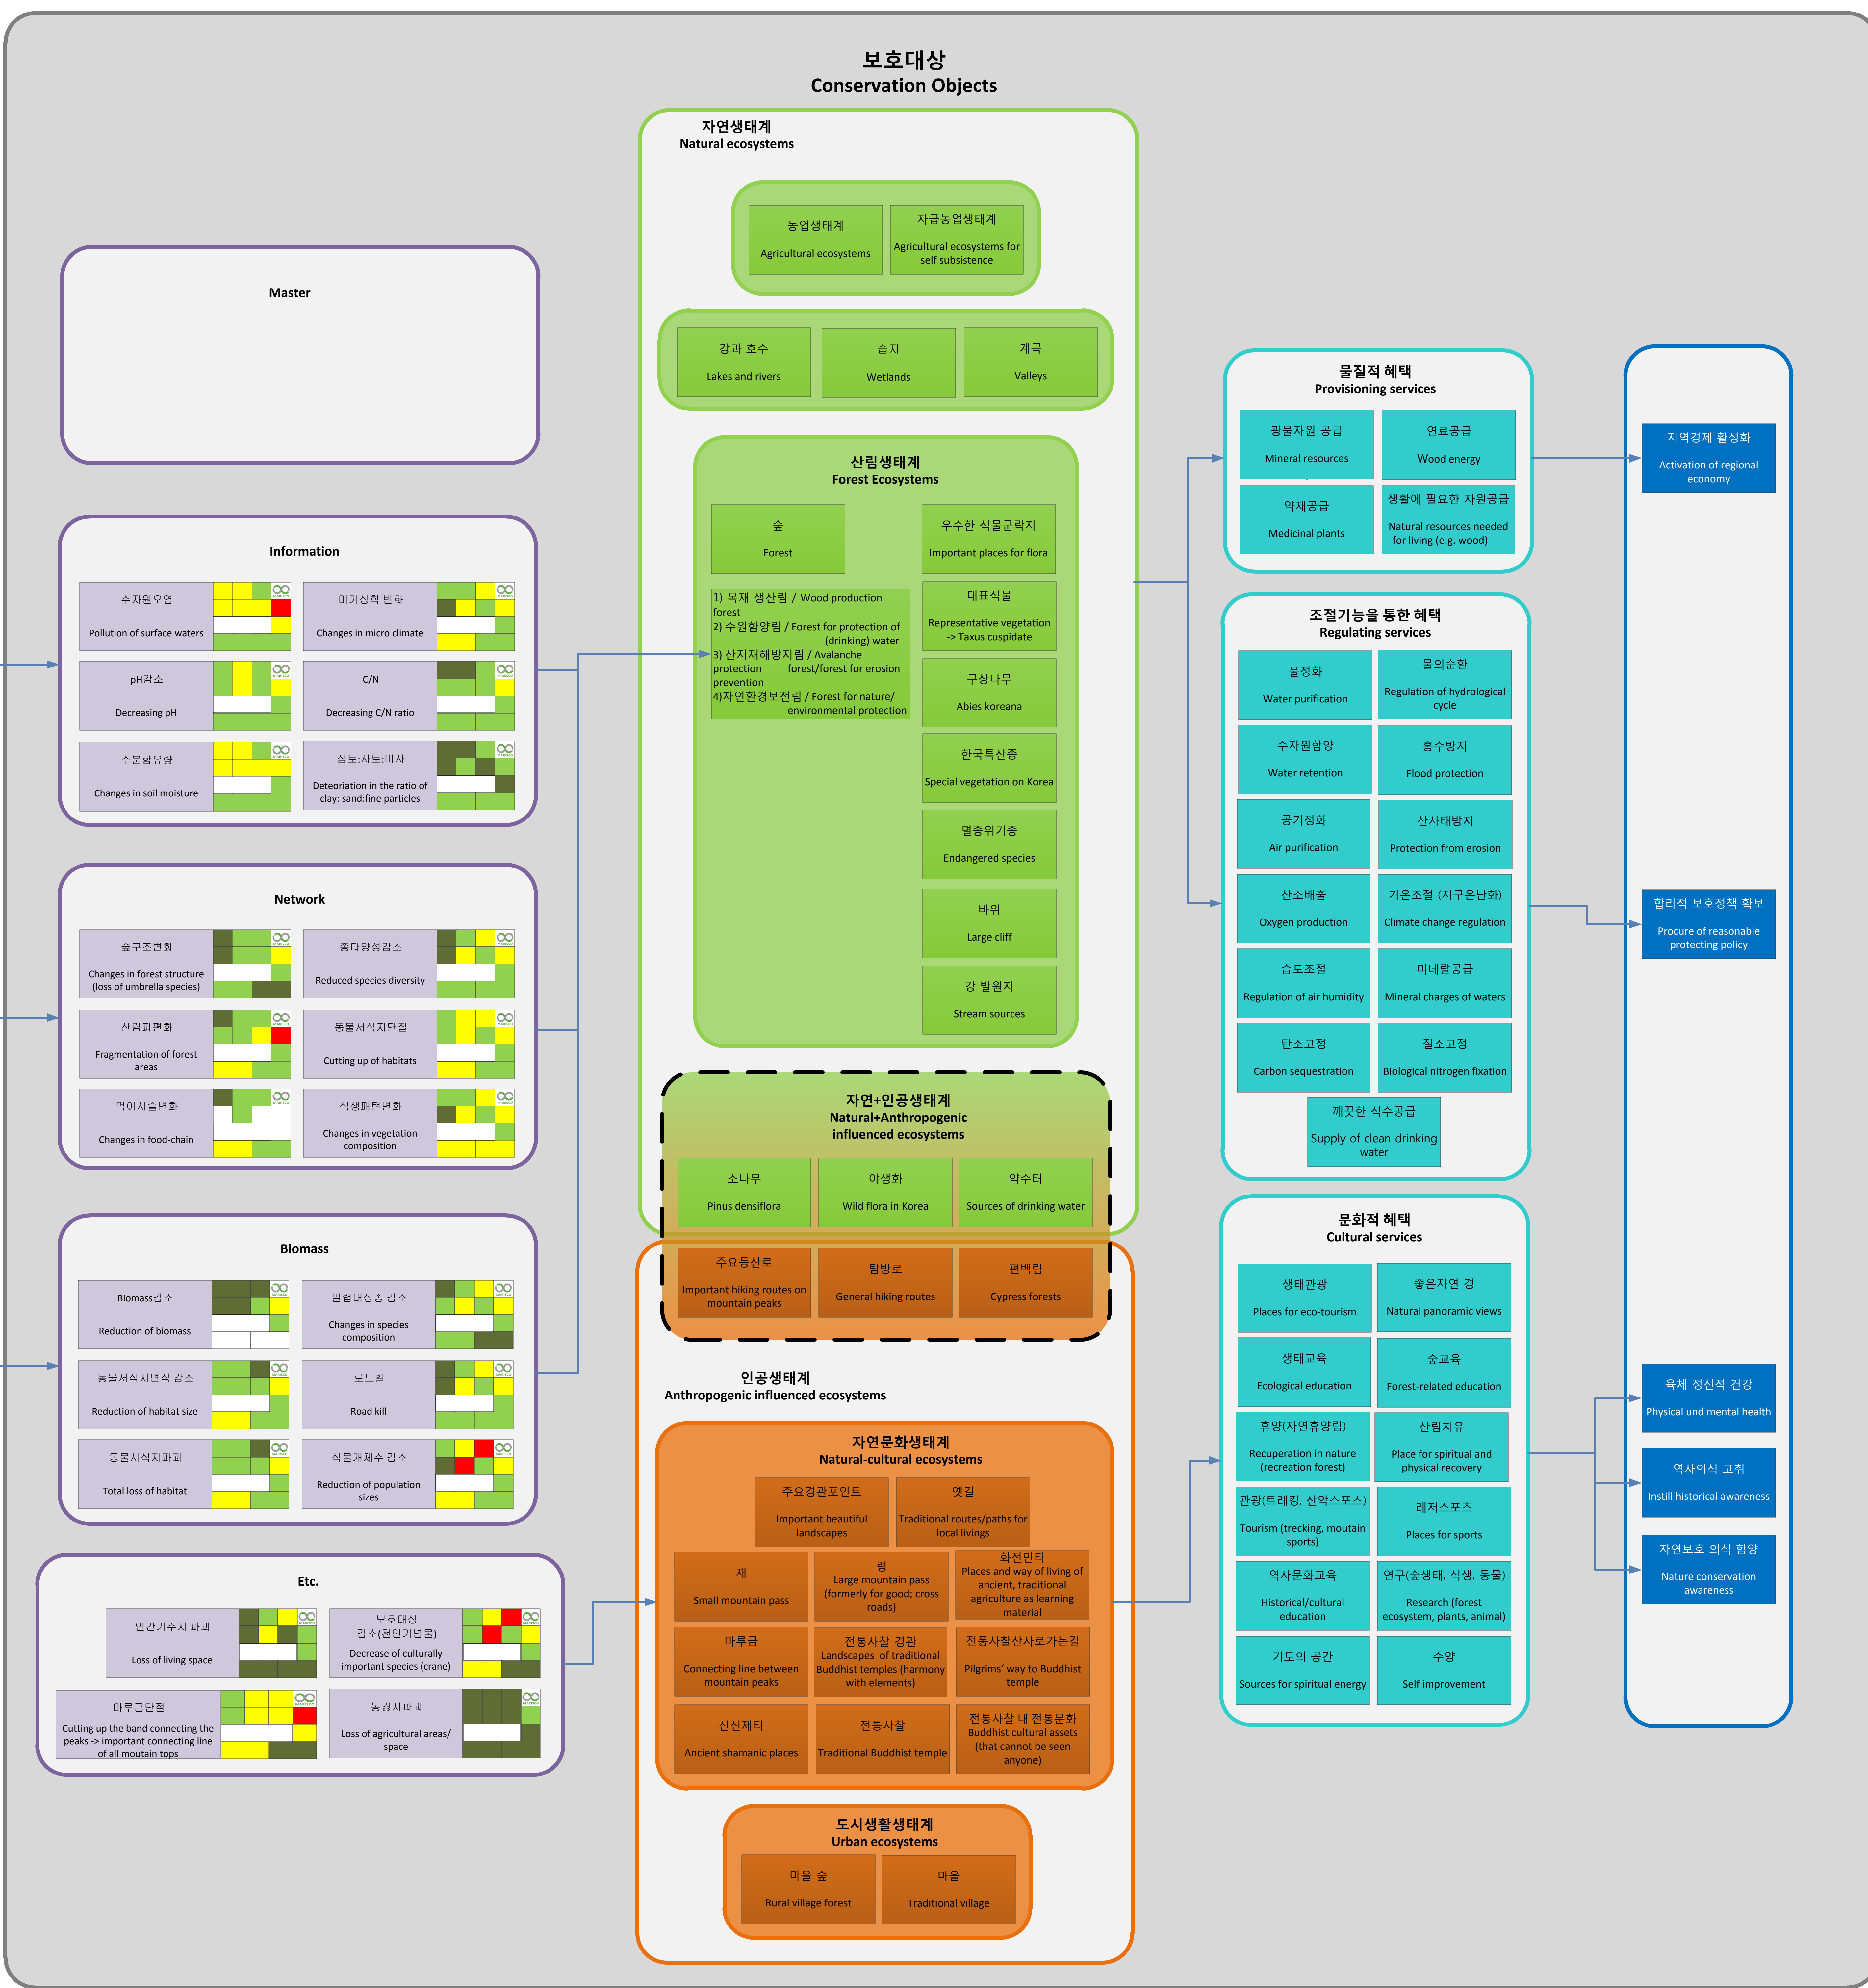 보호대상
Conservation Objects
Master
Information
수자원오염
Pollution of surface waters
미기상학 변화
Changes in micro climate
pH감소
Decreasing pH
C/N
Decreasing C/N ratio
수분함유량
Changes in soil moisture
점토:사토:미사
Deteoriation in the ratio of
clay: sand:fine particles
Network
숲구조변화
Changes in forest structure
(loss of umbrella species)
종다양성감소
Reduced species diversity
산림파편화
Fragmentation of forest
areas
동물서식지단절
Cutting up of habitats
먹이사슬변화
Changes in food-chain
식생패턴변화
Changes in vegetation
composition
Biomass
Biomass감소
Reduction of biomass
밀렵대상종 감소
Changes in species
composition
동물서식지면적 감소
Reduction of habitat size
로드킬
Road kill
동물서식지파괴
Total loss of habitat
식물개체수 감소
Reduction of population
sizes
Etc.
인간거주지 파괴
Loss of living space
보호대상
감소(천연기념물)
Decrease of culturally
important species (crane)
마루금단절
Cutting up the band connecting the
peaks -> important connecting line
of all moutain tops
농경지파괴
Loss of agricultural areas/
space
자연생태계
Natural ecosystems
농업생태계
Agricultural ecosystems
자급농업생태계
Agricultural ecosystems for
self subsistence
강과 호수
Lakes and rivers
습지
Wetlands
계곡
Valleys
산림생태계
Forest Ecosystems
숲
Forest
1) 목재 생산림 / Wood production
forest
2) 수원함양림 / Forest for protection of
(drinking) water
3) 산지재해방지림 / Avalanche
protection forest/forest for erosion
prevention
4)자연환경보전림 / Forest for nature/
environmental protection
우수한 식물군락지
Important places for flora
대표식물
Representative vegetation
-> Taxus cuspidate
구상나무
Abies koreana
한국특산종
Special vegetation on Korea
멸종위기종
Endangered species
바위
Large cliff
강 발원지
Stream sources
자연+인공생태계
Natural+Anthropogenic
influenced ecosystems
소나무
Pinus densiflora
야생화
Wild flora in Korea
약수터
Sources of drinking water
주요등산로
Important hiking routes on
mountain peaks
탐방로
General hiking routes
편백림
Cypress forests
인공생태계
Anthropogenic influenced ecosystems
자연문화생태계
Natural-cultural ecosystems
주요경관포인트
Important beautiful
landscapes
옛길
Traditional routes/paths for
local livings
재
Small mountain pass
령
Large mountain pass
(formerly for good; cross
roads)
화전민터
Places and way of living of
ancient, traditional
agriculture as learning
material
마루금
Connecting line between
mountain peaks
전통사찰 경관
Landscapes of traditional
Buddhist temples (harmony
with elements)
전통사찰산사로가는길
Pilgrims' way to Buddhist
temple
산신제터
Ancient shamanic places
전통사찰
Traditional Buddhist temple
전통사찰 내 전통문화
Buddhist cultural assets
(that cannot be seen
anyone)
도시생활생태계
Urban ecosystems
마을 숲
Rural village forest
마을
Traditional village
물질적 혜택
Provisioning services
광물자원 공급
Mineral resources
연료공급
Wood energy
약재공급
Medicinal plants
생활에 필요한 자원공급
Natural resources needed
for living (e.g. wood)
조절기능을 통한 혜택
Regulating services
물정화
Water purification
물의순환
Regulation of hydrological
cycle
수자원함양
Water retention
홍수방지
Flood protection
공기정화
Air purification
산사태방지
Protection from erosion
산소배출
Oxygen production
기온조절 (지구온난화)
Climate change regulation
습도조절
Regulation of air humidity
미네랄공급
Mineral charges of waters
탄소고정
Carbon sequestration
질소고정
Biological nitrogen fixation
깨끗한 식수공급
Supply of clean drinking
water
문화적 혜택
Cultural services
생태관광
Places for eco-tourism
좋은자연 경
Natural panoramic views
생태교육
Ecological education
숲교육
Forest-related education
휴양(자연휴양림)
Recuperation in nature
(recreation forest)
산림치유
Place for spiritual and
physical recovery
관광(트레킹, 산악스포츠)
Tourism (trecking, moutain
sports)
레저스포츠
Places for sports
역사문화교육
Historical/cultural
education
연구(숲생태, 식생, 동물)
Research (forest
ecosystem, plants, animal)
기도의 공간
Sources for spiritual energy
수양
Self improvement
지역경제 활성화
Activation of regional
economy
합리적 보호정책 확보
Procure of reasonable
protecting policy
육체 정신적 건강
Physical und mental health
역사의식 고취
Instill historical awareness
자연보호 의식 함양
Nature conservation
awareness